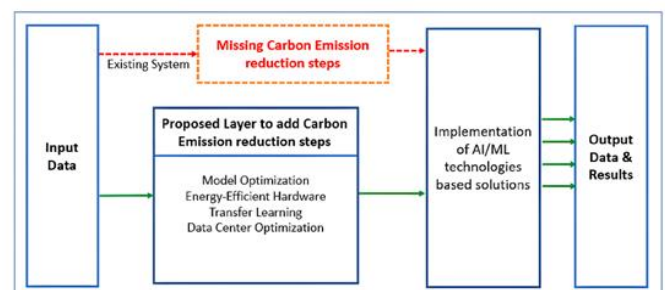 Missing Carbon Emission
reduction steps
Existing System
Input
Data
Proposed Layer to add Carbon
Emission reduction steps
Model Optimization
Energy-Efficient Hardware
Transfer Learning
Data Center Optimization
Implementation
of AI/ML
technologies
based solutions
Output
Data &
Results